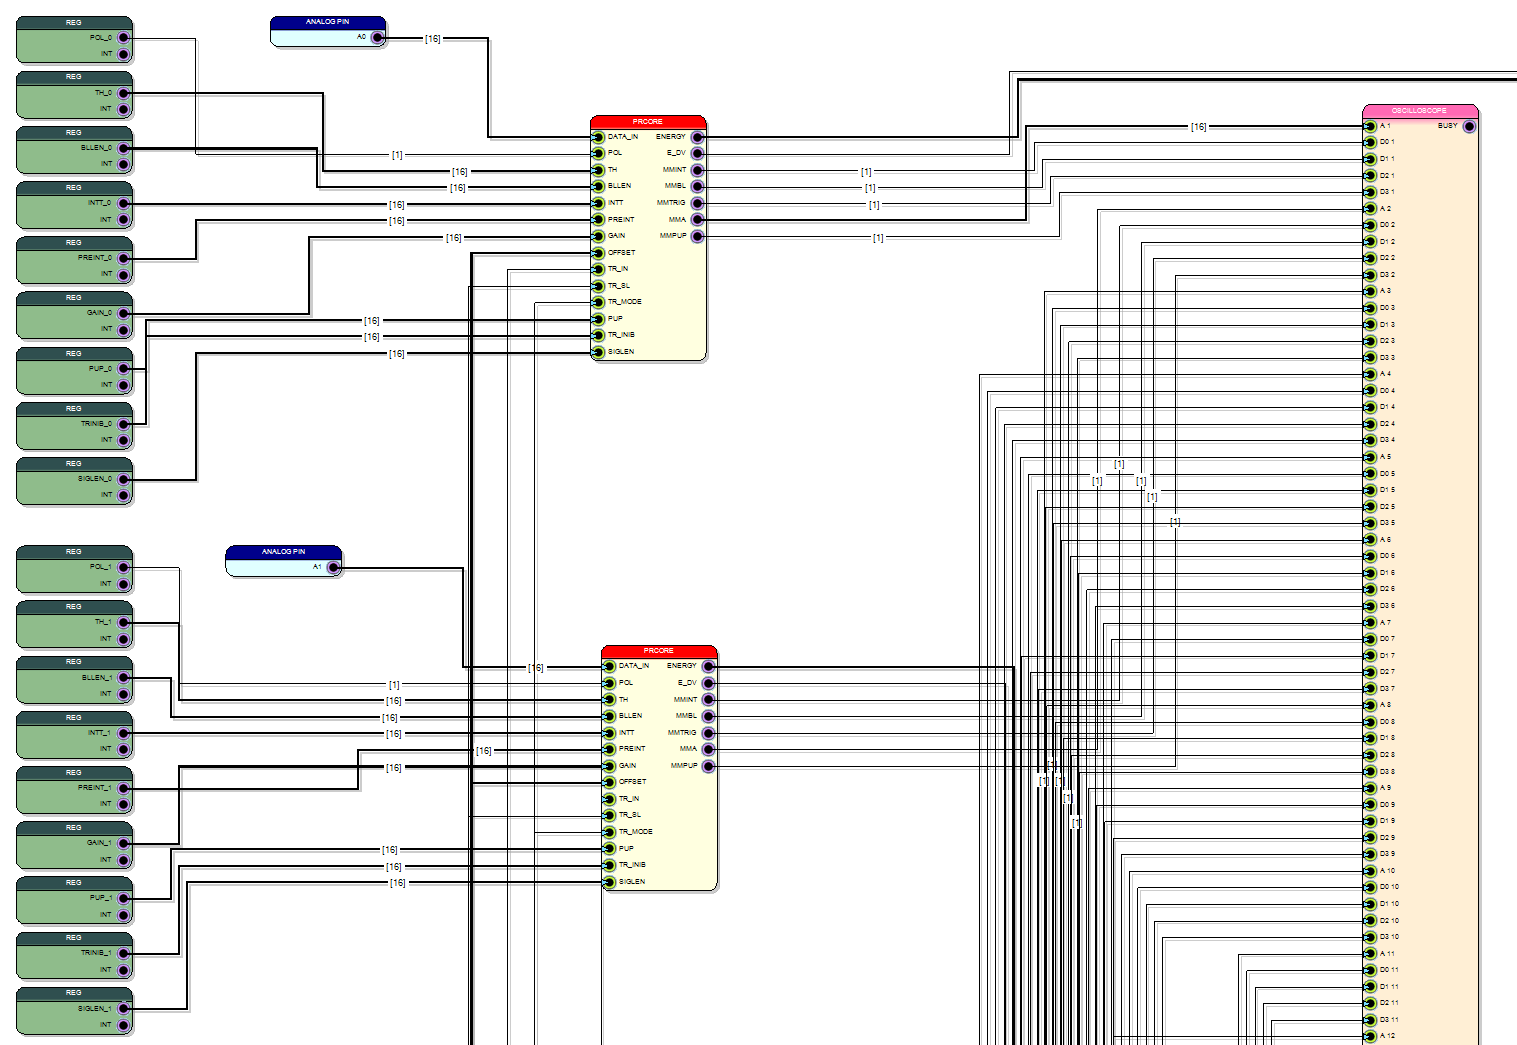 REG
POL_0
INT
REG
TH_0
INT
REG
BLLEN_0
INT
REG
INTT_0
INT
REG
PREINT_0
INT
REG
GAIN_0
INT
REG
PUP_0
INT
REG
TRINIB_0
INT
REG
SIGLEN_0
INT
ANALOG PIN
A0
[16]
[1]
[16]
[16]
[16]
[16]
[16]
[16]
[16]
[16]
PRCORE
DATA_IN ENERGY
POL E_DV
TH MMINT
BLLEN MMBL
INTT MMTRIG
PREINT MMA
GAIN MMPUP
OFFSET
TR_IN
TR_SL
TR_MODE
PUP
TR_INIB
SIGLEN
[16]
[1]
[1]
[1]
[1]
REG
POL_1
INT
REG
TH_1
INT
REG
BLLEN_1
INT
REG
INTT_1
INT
REG
PREINT_1
INT
REG
GAIN_1
INT
REG
PUP_1
INT
REG
TRINIB_1
INT
REG
SIGLEN_1
INT
ANALOG PIN
A1
[16]
[1]
[16]
[16]
[16]
[16]
[16]
[16]
[16]
[16]
PRCORE
DATA_IN ENERGY
POL E_DV
TH MMINT
BLLEN MMBL
INTT MMTRIG
PREINT MMA
GAIN MMPUP
OFFSET
TR_IN
TR_SL
TR_MODE
PUP
TR_INIB
SIGLEN
[1]
[1]
[1]
[1]
[1]
[1]
[1]
[1]
[1]
[1]
OSCILLOSCOPE
A 1 BUSY
D0 1
D1 1
D2 1
D3 1
A 2
D0 2
D1 2
D2 2
D3 2
A 3
D0 3
D1 3
D2 3
D3 3
A 4
D0 4
D1 4
D2 4
D3 4
A 5
D0 5
D1 5
D2 5
D3 5
A 6
D0 6
D1 6
D2 6
D3 6
A 7
D0 7
D1 7
D2 7
D3 7
A 8
D0 8
D1 8
D2 8
D3 8
A 9
D0 9
D1 9
D2 9
D3 9
A 10
D0 10
D1 10
D2 10
D3 10
A 11
D0 11
D1 11
D2 11
D3 11
A 12